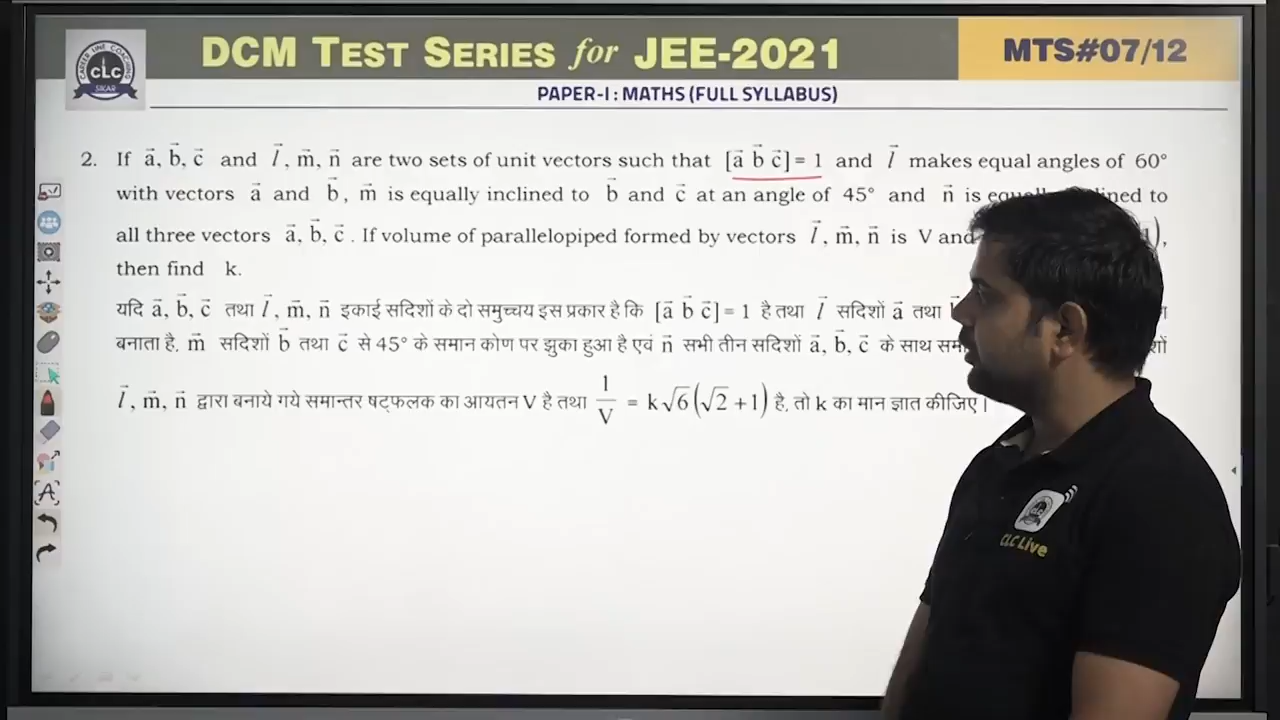 DCM TEST SERIES for JEE-2021
MTS#07/12
CAREER LINE COACHING
CLC
SIKAR
PAPER-I : MATHS (FULL SYLLABUS)
2. If a⃗, b⃗, c⃗ and l⃗, m⃗, n⃗ are two sets of unit vectors such that [a⃗ b⃗ c⃗] = 1 and l⃗ makes equal angles of 60°
with vectors a⃗ and b⃗, m⃗ is equally inclined to b⃗ and c⃗ at an angle of 45° and n⃗ is to
all three vectors a⃗, b⃗, c⃗. If volume of parallelopiped formed by vectors l⃗, m⃗, n⃗ is V and
then find k.
यदि a⃗, b⃗, c⃗ तथा l⃗, m⃗, n⃗ इकाई सदिशों के दो समुच्चय इस प्रकार है कि [a⃗ b⃗ c⃗] = 1 है तथा l⃗ सदिशों a⃗ तथा
बनाता है, m⃗ सदिशों b⃗ तथा c⃗ से 45° के समान कोण पर झुका हुआ है एवं n⃗ सभी तीन सदिशों a⃗, b⃗, c⃗ के साथ
l⃗, m⃗, n⃗ द्वारा बनाये गये समान्तर षट्फलक का आयतन V है तथा 1/V = k√6(√2+1) है, तो k का मान ज्ञात कीजिए।
CLC Live